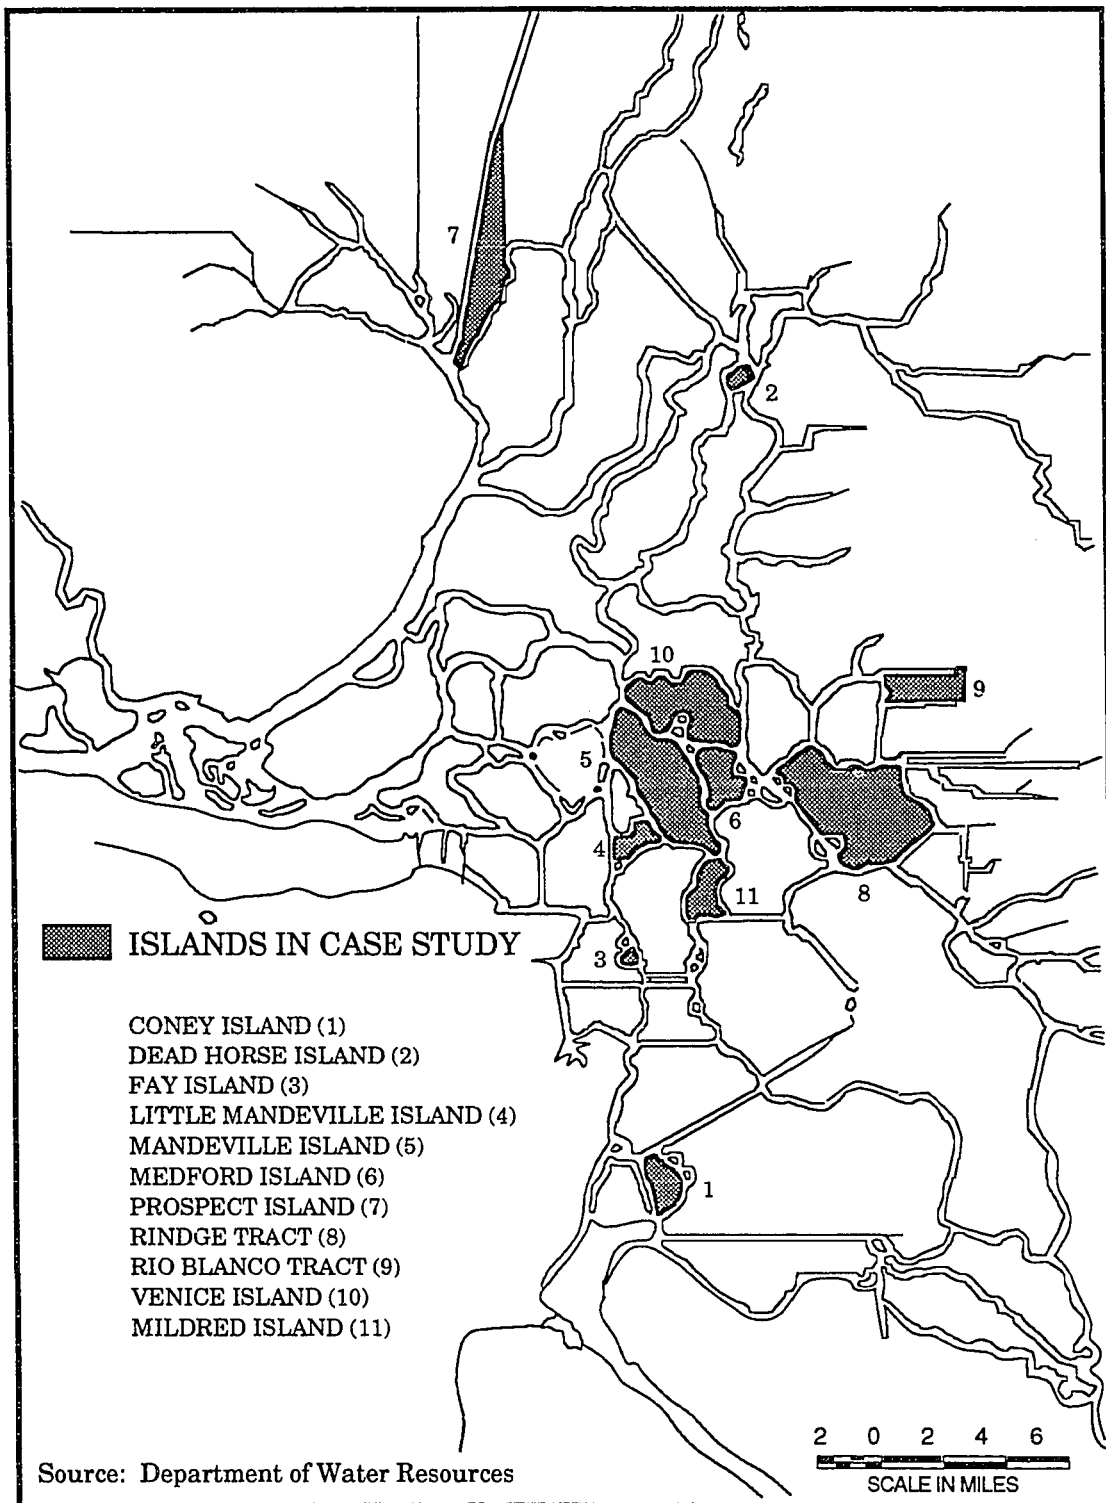 7
2
10
9
5
6
4
8
11
3
ISLANDS IN CASE STUDY
CONEY ISLAND (1)
DEAD HORSE ISLAND (2)
FAY ISLAND (3)
LITTLE MANDEVILLE ISLAND (4)
MANDEVILLE ISLAND (5)
MEDFORD ISLAND (6)
PROSPECT ISLAND (7)
RINDGE TRACT (8)
RIO BLANCO TRACT (9)
VENICE ISLAND (10)
MILDRED ISLAND (11)
1
2 0 2 4 6
SCALE IN MILES
Source: Department of Water Resources